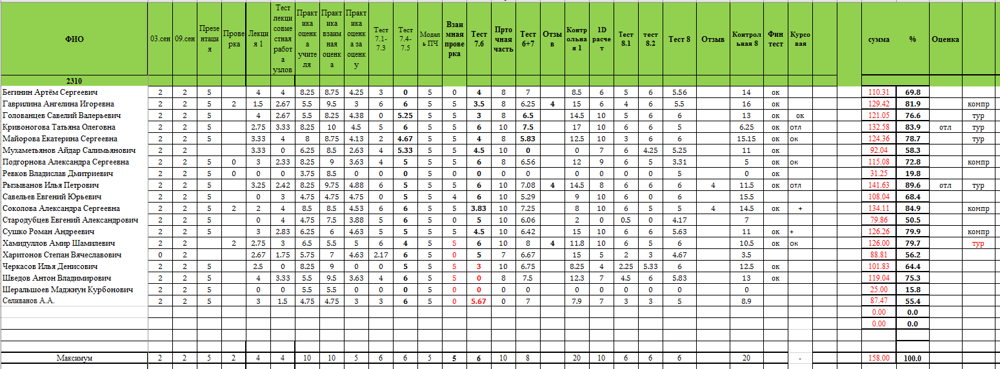 ФИО 03.сен 09.сен Презентация Проверка Лекция 1 Тест лекци совместная работа узлов Практика оценка учителя Практика взаимная оценка Практика оценка за оценку Тест 7.1-7.3 Тест 7.4-7.5 Модель ПЧ Взаимная проверка Тест 7.6 Прточная часть Тест 6+7 Отзыв Контрольная 1 1D расчет Тест 8.1 тест 8.2 Тест 8 Отзыв Контрольная 8 Фин тест Курсовая сумма % Оценка
2310
Бегинин Артём Сергеевич 2 2 5 4 4 8.25 8.75 4.25 3 0 5 0 4 8 7 8.5 6 5 6 5.56 14 ок 110.31 69.8
Гаврилина Ангелина Игоревна 2 2 5 2 1.5 2.67 5.5 9.5 3 6 6 5 5 3.5 8 6.25 4 15 6 4 6 5.5 16 ок 129.42 81.9 компр
Голованцев Савелий Валерьевич 2 2 5 4 2.67 5.5 8.25 4.38 0 5.25 5 5 3 8 6.5 14.5 10 5 6 6 13 ок ок 121.05 76.6 тур
Кривоногова Татьяна Олеговна 2 2 5 2.75 3.33 8.25 10 4.5 5 6 5 5 6 10 7.5 17 10 6 6 5 6.25 ок отл 132.58 83.9 отл тур
Майорова Екатерина Сергеевна 2 2 5 3.33 4 8 8.75 4.13 2 4.67 5 5 4 8 5.83 12.5 10 3 6 6 15.15 ок ок 124.36 78.7 тур
Мухаметьянов Айдар Салимьянович 2 2 3.33 0 6.25 8.5 2.63 4 5.33 5 5 4.5 10 0 0 7 6 4.25 5.25 11 ок 92.04 58.3
Подгорнова Александра Сергеевна 2 2 5 0 3 2.33 8.25 9 3.63 4 5 5 5 6 8 6.56 12 9 6 5 3.31 5 ок ок 115.08 72.8 компр
Ревков Владислав Дмитриевич 2 2 5 0 0 0 3.75 8.5 0 0 0 5 0 0 0 0 0 0 0 0 5 0 ок 31.25 19.8
Рызыванов Илья Петрович 2 2 5 3.25 2.42 8.25 9.75 4.88 6 5 5 5 6 10 7.08 4 14.5 8 6 6 6 4 11.5 ок отл 141.63 89.6 отл тур
Савельев Евгений Юрьевич 2 2 5 0 3 4.75 4.75 4.75 0 5 5 4 6 10 5.29 9 10 6 0 6 15.5 108.04 68.4
Соколова Александра Сергеевна 2 2 5 2 2 4 8.5 8.5 4.53 6 6 5 5 3.83 10 7.25 8 10 6 5 5 4 14.5 ок + 134.11 84.9 компр
Стародубцев Евгений Александрович 2 2 5 0 4 4.75 7.5 3.88 5 6 5 0 5 10 6.06 2 0 0.5 0 4.17 7 79.86 50.5
Сушко Роман Андреевич 2 2 5 3 2.83 6.25 6 4.63 5 5 5 5 4.5 10 6.42 15 10 6 6 5.63 11 ок + 126.26 79.9 компр
Хамидуллов Амир Шамилевич 2 2 2 2.75 3 6.5 5.5 5 6 4 5 5 6 10 8 4 11.8 10 6 5 6 10.5 ок ок 126.00 79.7 тур
Харитонов Степан Вячеславович 0 2 2.67 1.75 5.75 7 4.63 2.17 6 5 0 5 7 6.67 15 5 2 3 4.67 3.5 88.81 56.2
Черкасов Илья Денисович 2 2 5 2.5 0 8.25 9 0 0 5 5 5 3 10 6.75 8.25 4 2.25 5.33 6 12.5 ок 101.83 64.4
Шведов Антон Владимирович 2 2 5 4 3.33 5.5 9.5 3.63 4 6 5 5 0 8 7.5 12.3 7 4.5 6 5.83 13 ок 119.04 75.3
Шеральшоев Маджнун Курбонович 2 2 5 0 0 5.5 5.5 0 0 0 5 0 0 0 0 0 0 0 0 0 0 25.00 15.8
Селиванов А.А. 2 2 5 3 1.5 4.75 4.75 3 3 6 5 0 5.67 0 7 7.9 7 3 3 5 8.9 87.47 55.4
0.00 0.0
0.00 0.0
Максимум 2 2 5 2 4 4 10 10 5 6 6 5 5 6 10 8 20 10 6 6 6 20 - 158.00 100.0